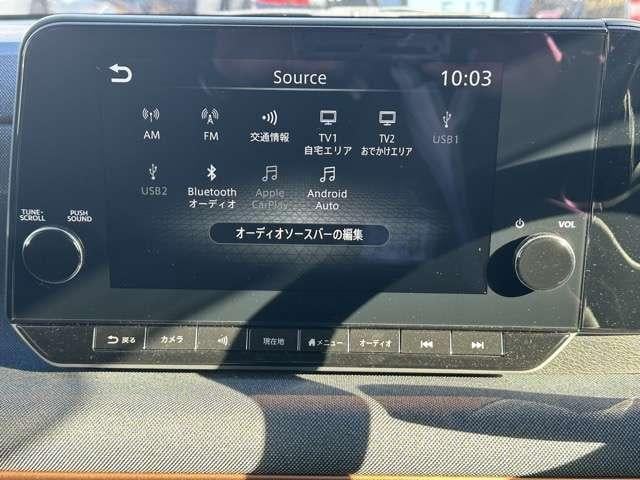 Source
10:03
AM
FM
交通情報
TV1
自宅エリア
TV2
おでかけエリア
USB1
USB2
Bluetooth
オーディオ
Apple
CarPlay
Android
Auto
オーディオソースバーの編集
TUNE・
SCROLL
PUSH
SOUND
VOL
戻る
カメラ
現在地
メニュー
オーディオ